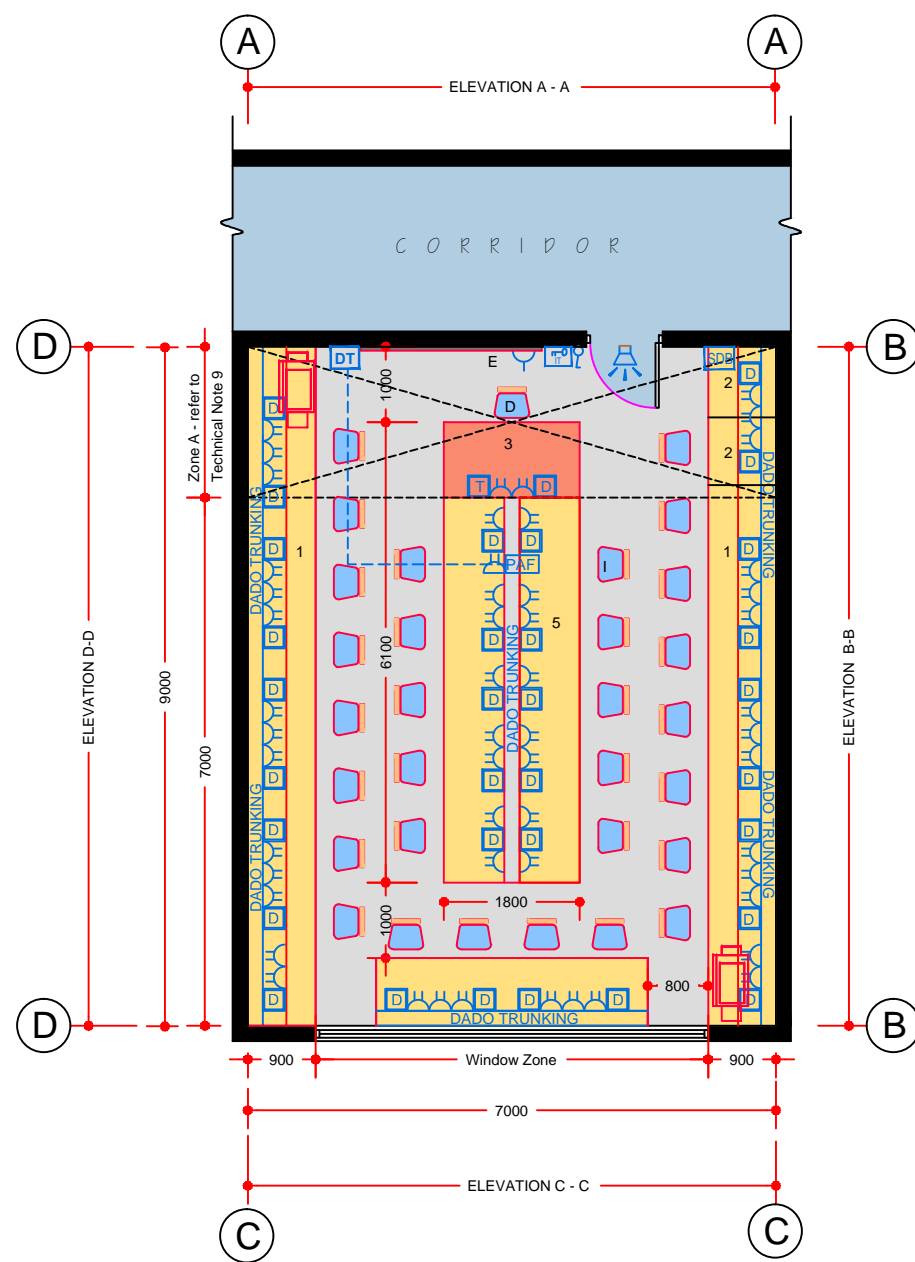 A A
ELEVATION A - A
C O R R I D O R
D B
Zone A - refer to
Technical Note 9
DT
E
IT
SDB
1000
D
2
3
2
D
D
D
D
T
D
DADO TRUNKING
DADO TRUNKING
1
1
D
D
D
D
PAF
I
5
ELEVATION D-D
9000
7000
6100
ELEVATION B-B
D
D
D
D
DADO TRUNKING
D
D
D
D
D
D
D
D
DADO TRUNKING
DADO TRUNKING
D
D
D
D
D
D
1800
1000
800
D
D
D
D
D
D
DADO TRUNKING
D B
900
Window Zone
900
7000
ELEVATION C - C
C C